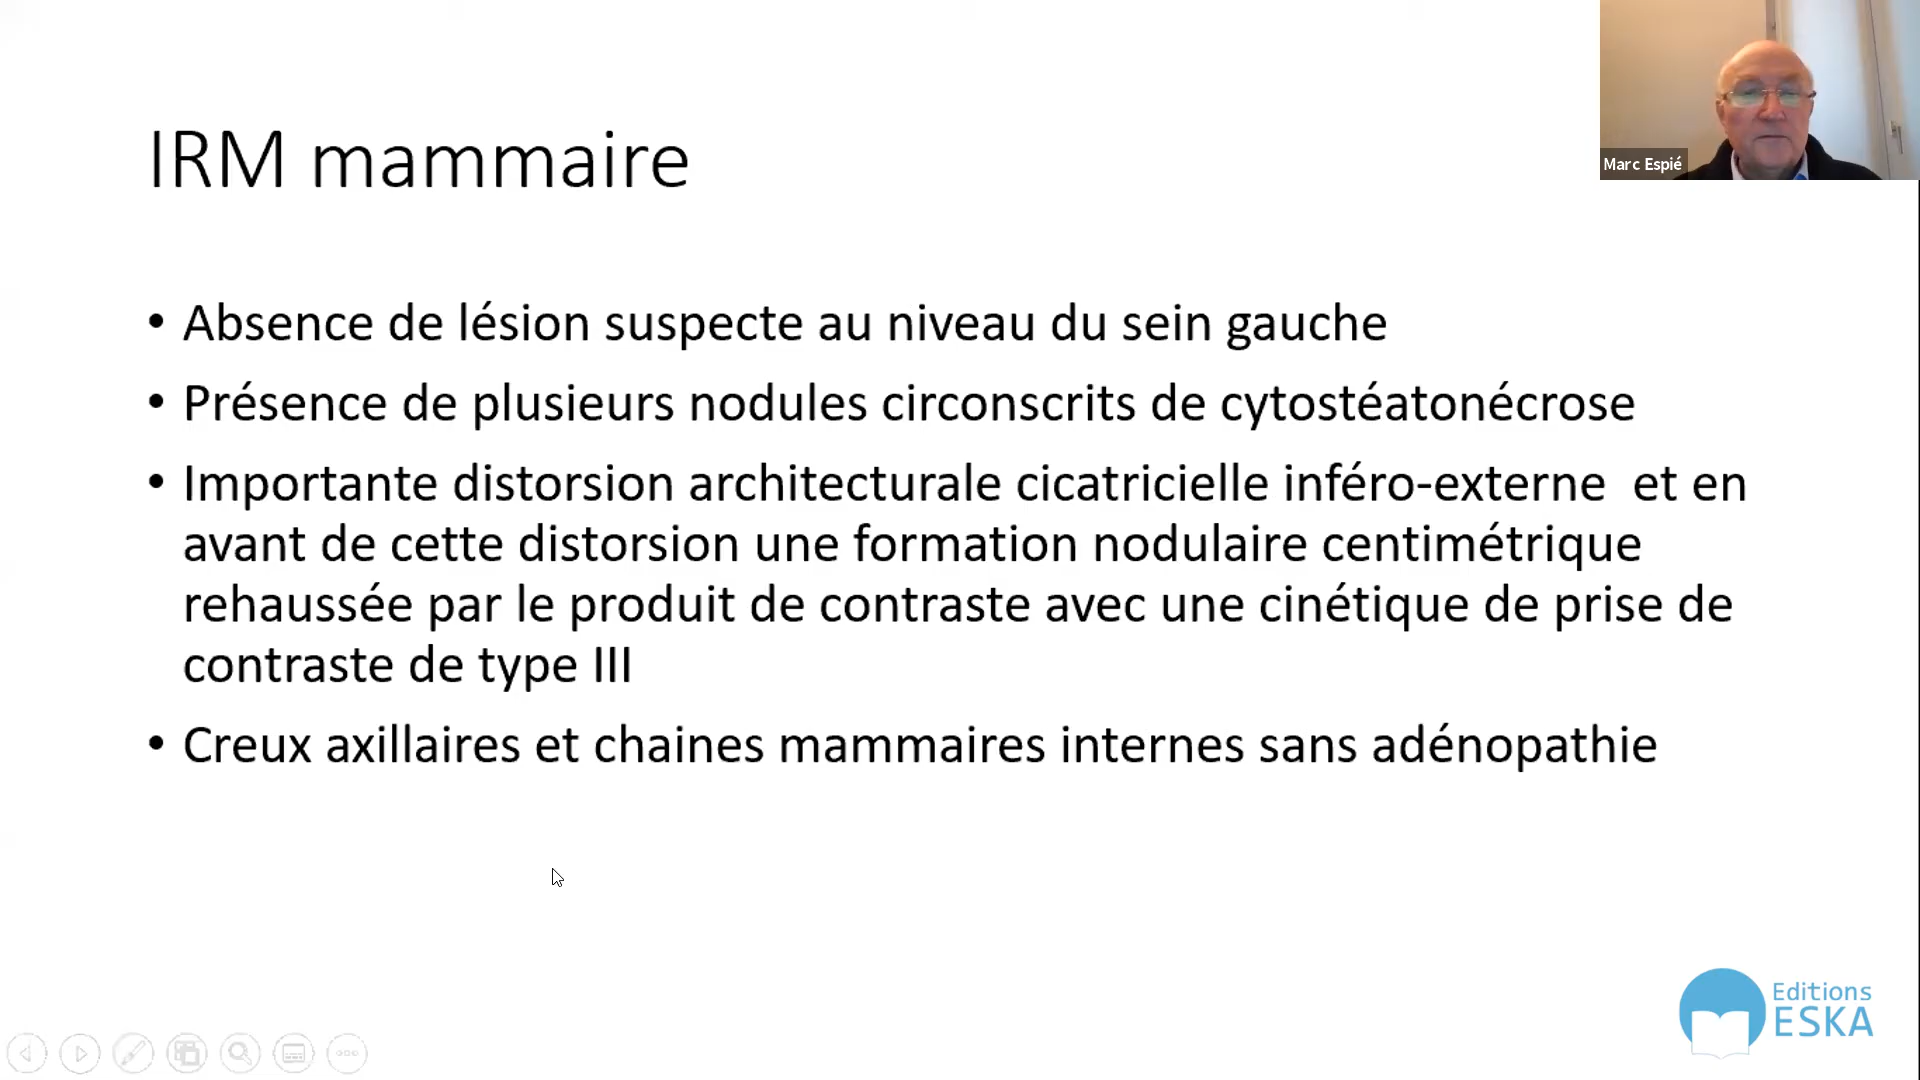 IRM mammaire
Marc Espié
• Absence de lésion suspecte au niveau du sein gauche
• Présence de plusieurs nodules circonscrits de cytostéatonécrose
• Importante distorsion architecturale cicatricielle inféro-externe et en
avant de cette distorsion une formation nodulaire centimétrique
rehaussée par le produit de contraste avec une cinétique de prise de
contraste de type III
• Creux axillaires et chaines mammaires internes sans adénopathie
Editions
ESKA